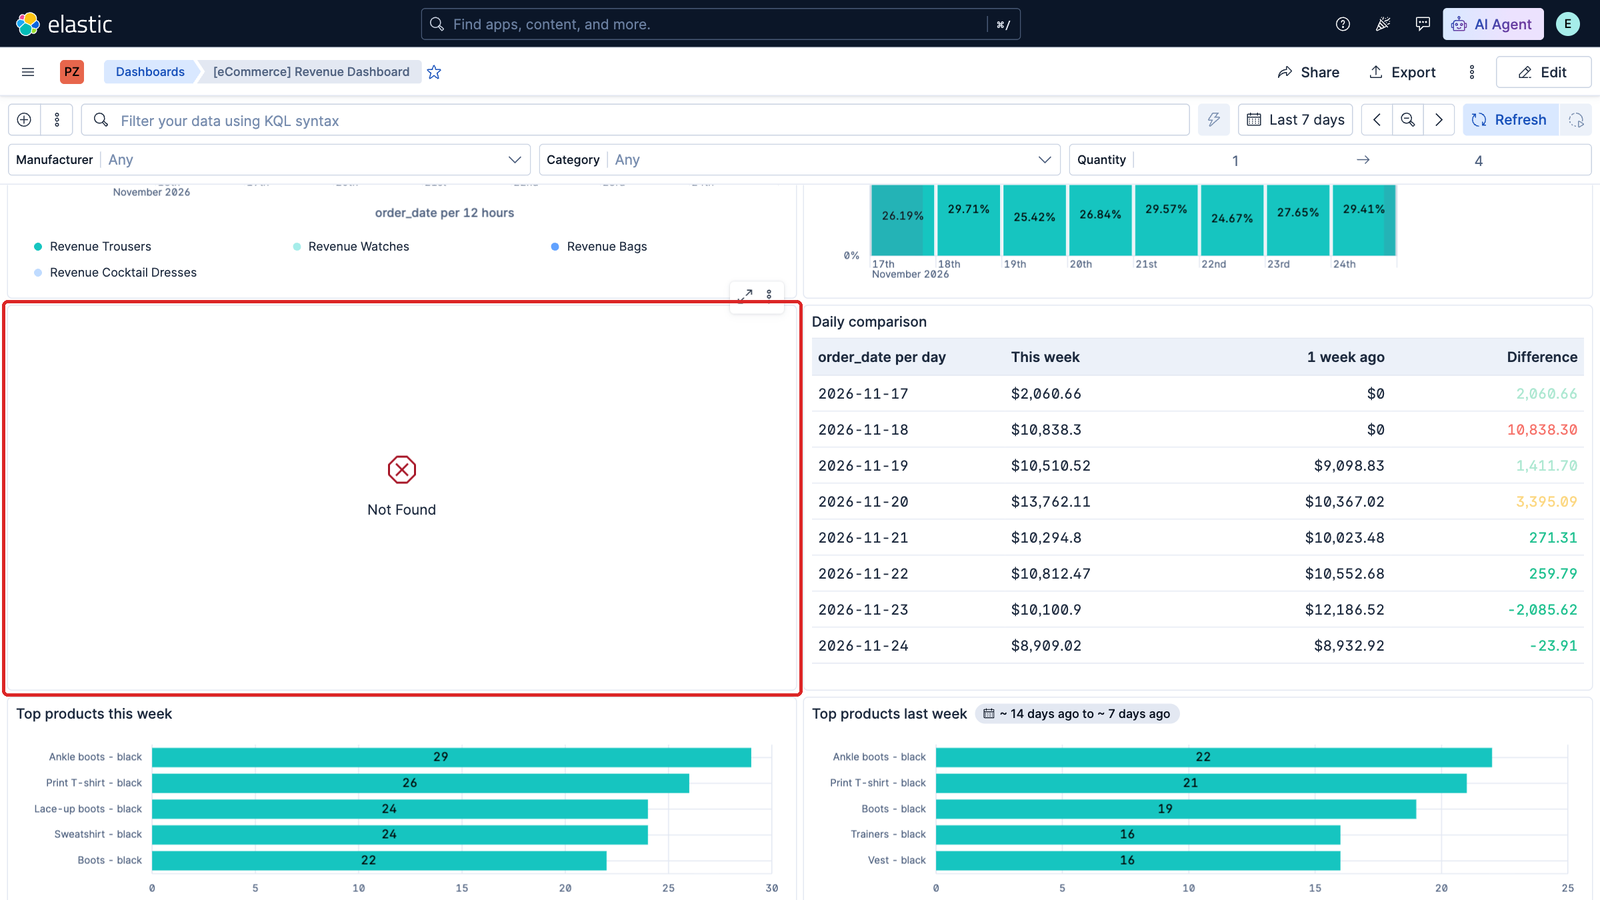 elastic
Find apps, content, and more.
⌘/
AI Agent
E
PZ
Dashboards
[eCommerce] Revenue Dashboard
Share
Export
Edit
Filter your data using KQL syntax
Last 7 days
Refresh
Manufacturer
Any
Category
Any
Quantity
1
→
4
November 2026
order_date per 12 hours
Revenue Trousers
Revenue Watches
Revenue Bags
Revenue Cocktail Dresses
26.19%
29.71%
25.42%
26.84%
29.57%
24.67%
27.65%
29.41%
0%
17th
18th
19th
20th
21st
22nd
23rd
24th
November 2026
Not Found
Daily comparison
order_date per day This week 1 week ago Difference
2026-11-17 $2,060.66 $0 2,060.66
2026-11-18 $10,838.3 $0 10,838.30
2026-11-19 $10,510.52 $9,098.83 1,411.70
2026-11-20 $13,762.11 $10,367.02 3,395.09
2026-11-21 $10,294.8 $10,023.48 271.31
2026-11-22 $10,812.47 $10,552.68 259.79
2026-11-23 $10,100.9 $12,186.52 -2,085.62
2026-11-24 $8,909.02 $8,932.92 -23.91
Top products this week
Ankle boots - black 29
Print T-shirt - black 26
Lace-up boots - black 24
Sweatshirt - black 24
Boots - black 22
0 5 10 15 20 25 30
Top products last week
~ 14 days ago to ~ 7 days ago
Ankle boots - black 22
Print T-shirt - black 21
Boots - black 19
Trainers - black 16
Vest - black 16
0 5 10 15 20 25